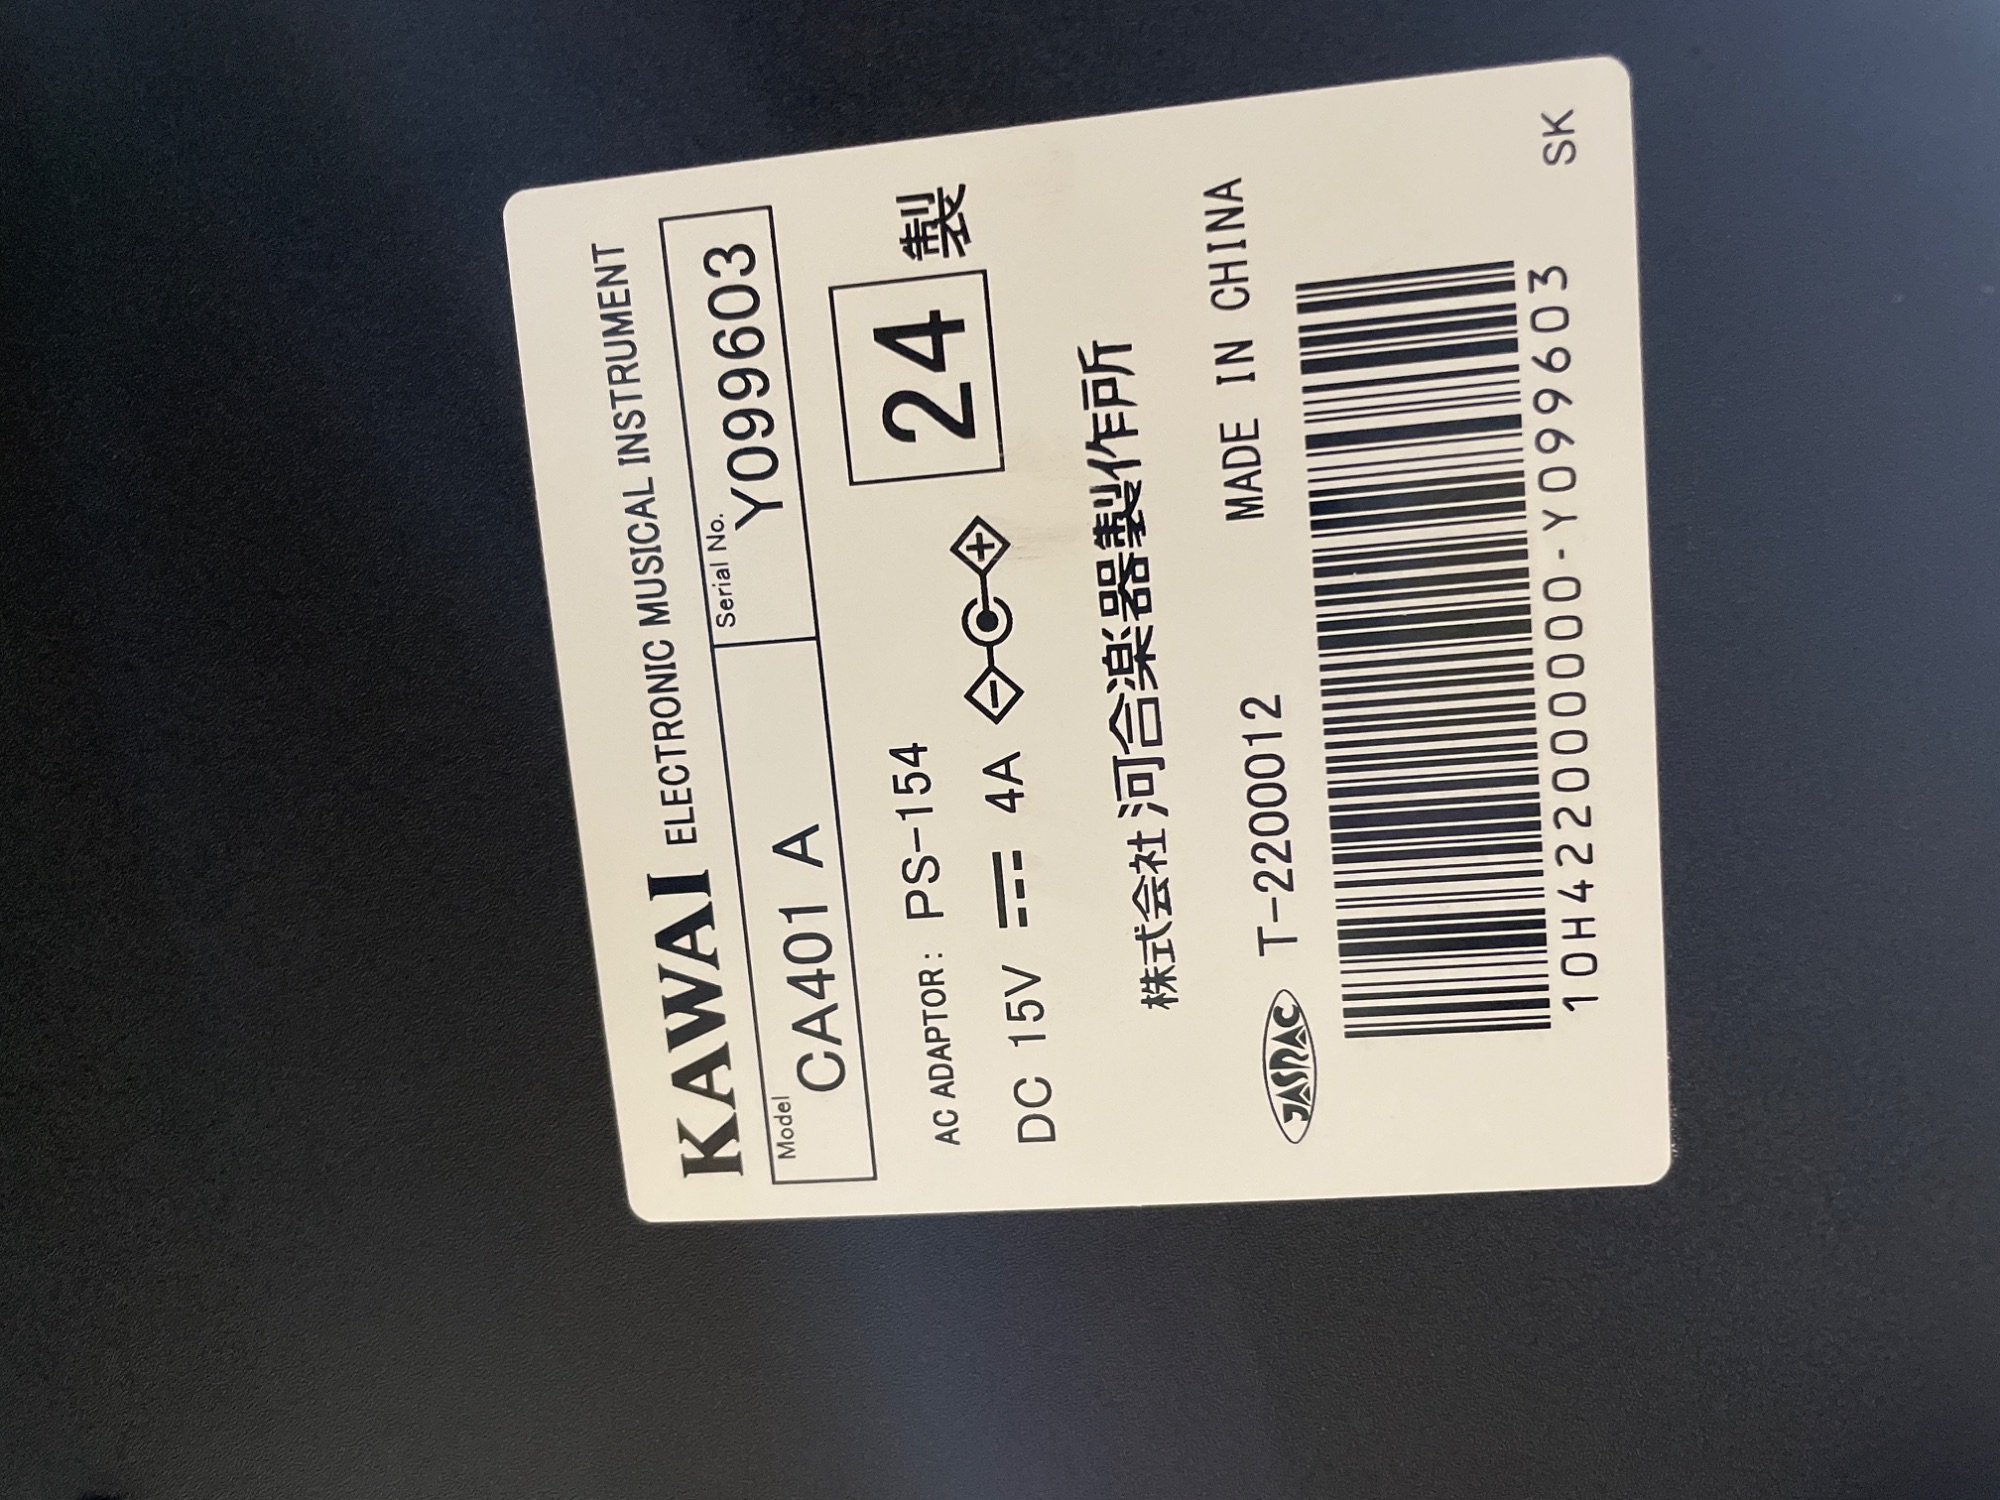 KAWAI ELECTRONIC MUSICAL INSTRUMENT
Model CA401 A Serial No. Y099603
AC ADAPTOR: PS-154
DC 15V 4A - + 24 製
株式会社河合楽器製作所
JASRAC T-2200012 MADE IN CHINA
10H42200000000-Y099603
SK